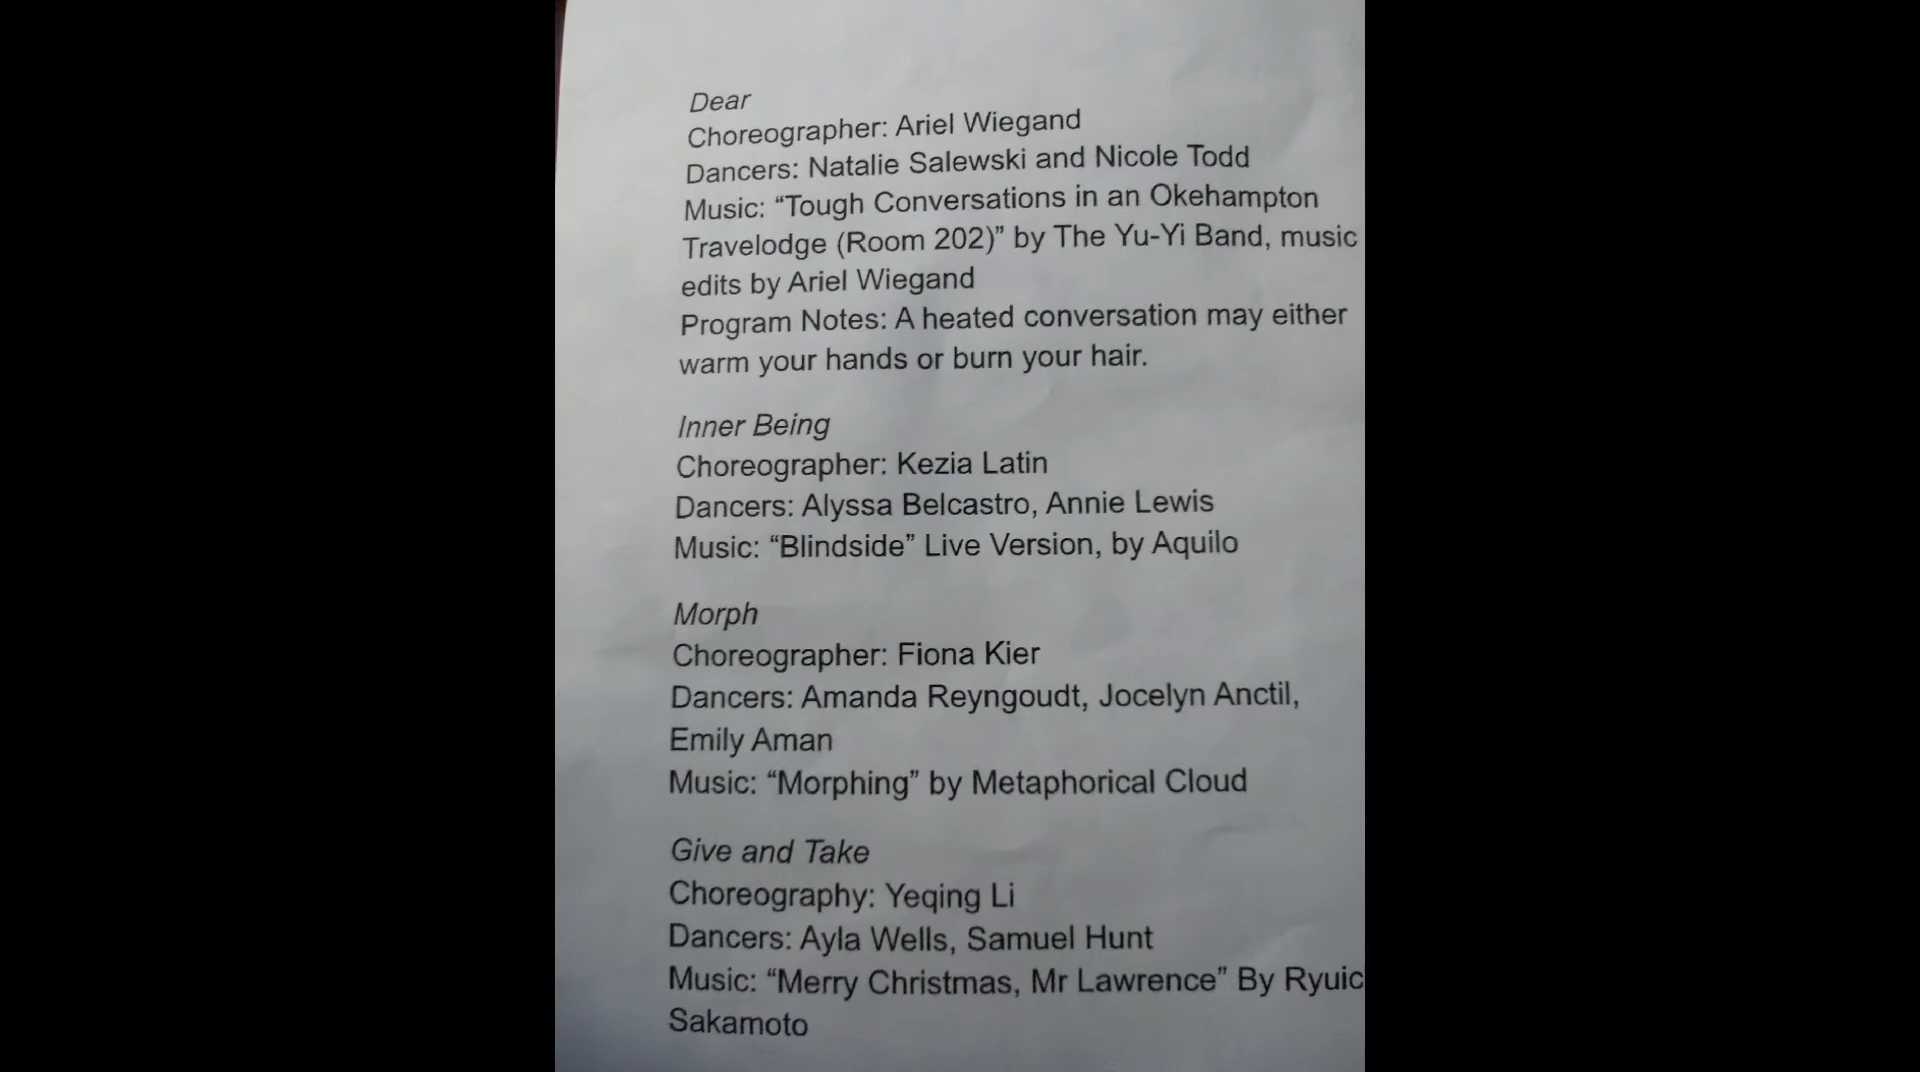 Dear
Choreographer: Ariel Wiegand
Dancers: Natalie Salewski and Nicole Todd
Music: “Tough Conversations in an Okehampton
Travelodge (Room 202)” by The Yu-Yi Band, music
edits by Ariel Wiegand
Program Notes: A heated conversation may either
warm your hands or burn your hair.
Inner Being
Choreographer: Kezia Latin
Dancers: Alyssa Belcastro, Annie Lewis
Music: “Blindside” Live Version, by Aquilo
Morph
Choreographer: Fiona Kier
Dancers: Amanda Reyngoudt, Jocelyn Anctil,
Emily Aman
Music: “Morphing” by Metaphorical Cloud
Give and Take
Choreography: Yeqing Li
Dancers: Ayla Wells, Samuel Hunt
Music: “Merry Christmas, Mr Lawrence” By Ryuic
Sakamoto